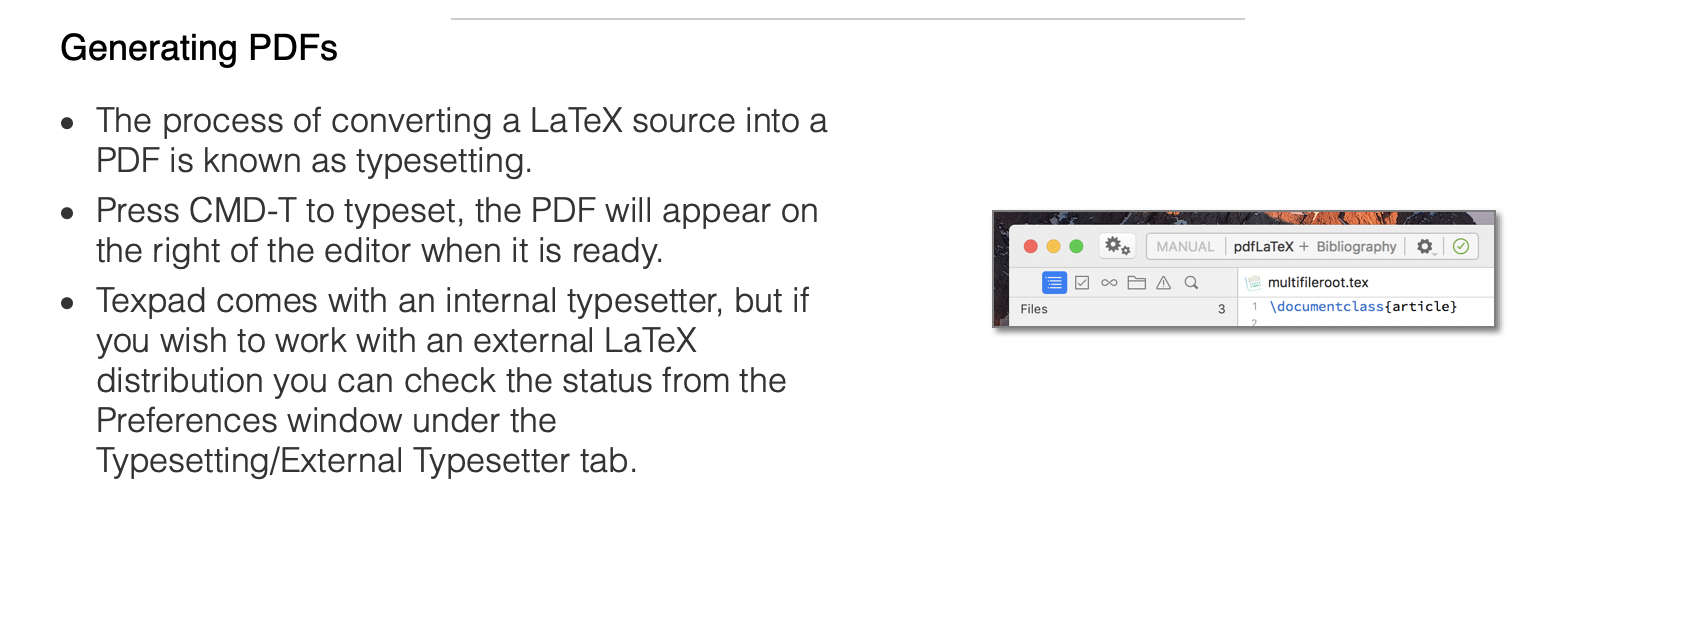 Generating PDFs
• The process of converting a LaTeX source into a
PDF is known as typesetting.
• Press CMD-T to typeset, the PDF will appear on
the right of the editor when it is ready.
• Texpad comes with an internal typesetter, but if
you wish to work with an external LaTeX
distribution you can check the status from the
Preferences window under the
Typesetting/External Typesetter tab.
MANUAL pdfLaTeX + Bibliography
multifileroot.tex
Files 3
1 \documentclass{article}
2